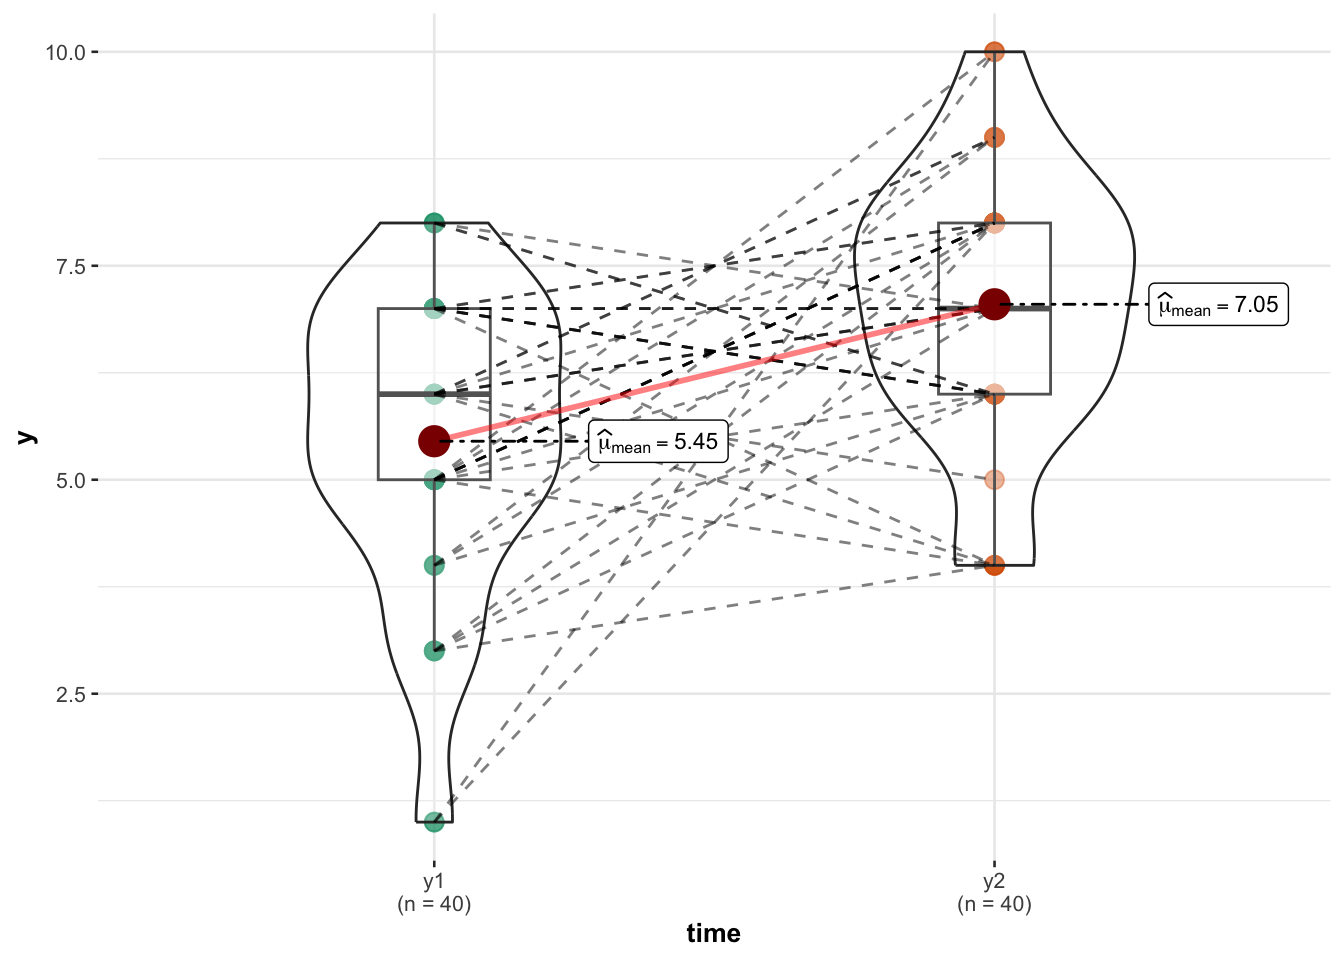 10.0
7.5
5.0
2.5
y
μ̂mean = 7.05
μ̂mean = 5.45
y1
(n = 40)
y2
(n = 40)
time